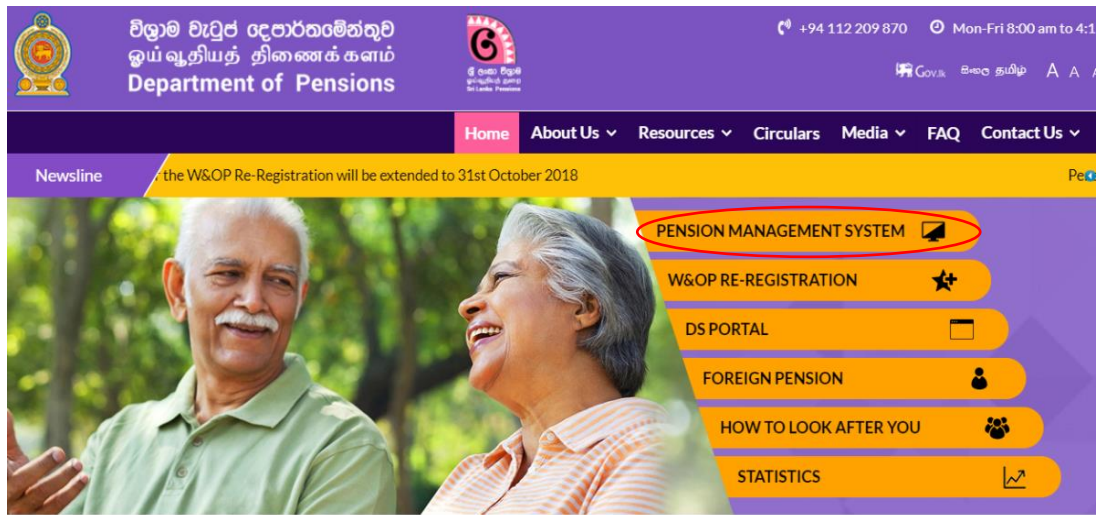 විශ්‍රාම වැටුප් දෙපාර්තමේන්තුව
ஓய்வூதியத் திணைக்களம்
Department of Pensions
ශ්‍රී ලංකා විශ්‍රාම
Sri Lanka Pensions
+94 112 209 870 Mon-Fri 8:00 am to 4:1
Gov.lk සිංහල தமிழ் A A A
Home About Us Resources Circulars Media FAQ Contact Us
Newsline the W&OP Re-Registration will be extended to 31st October 2018 Pe
PENSION MANAGEMENT SYSTEM
W&OP RE-REGISTRATION
DS PORTAL
FOREIGN PENSION
HOW TO LOOK AFTER YOU
STATISTICS